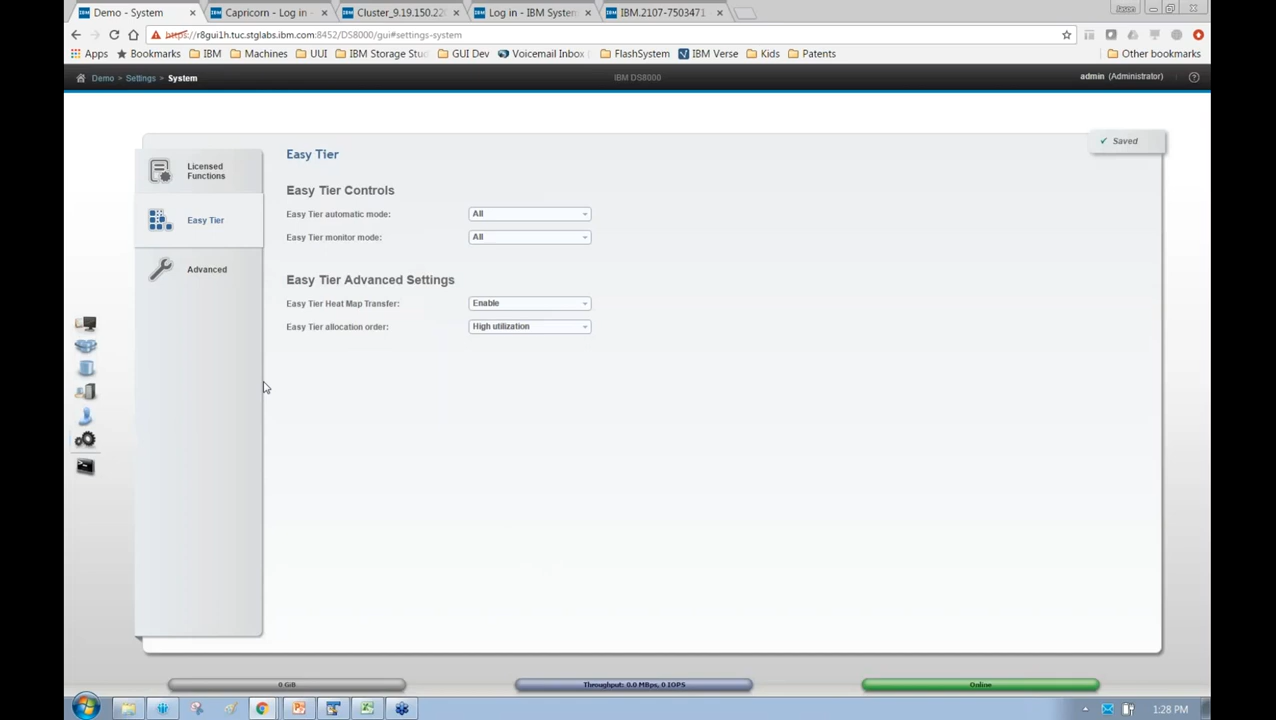 Demo - System
Capricorn - Log in -
Cluster_9.19.150.22
Log in - IBM System
IBM.2107-7503471
https://r8gui1h.tuc.stglabs.ibm.com:8452/DS8000/gui#settings-system
Apps Bookmarks IBM Machines UUI IBM Storage Stud GUI Dev Voicemail Inbox FlashSystem IBM Verse Kids Patents Other bookmarks
Demo > Settings > System
IBM DS8000
admin (Administrator)
Saved
Licensed
Functions
Easy Tier
Advanced
Easy Tier
Easy Tier Controls
Easy Tier automatic mode: All
Easy Tier monitor mode: All
Easy Tier Advanced Settings
Easy Tier Heat Map Transfer: Enable
Easy Tier allocation order: High utilization
0 GiB
Throughput: 0.0 MBps, 0 IOPS
Online
1:28 PM